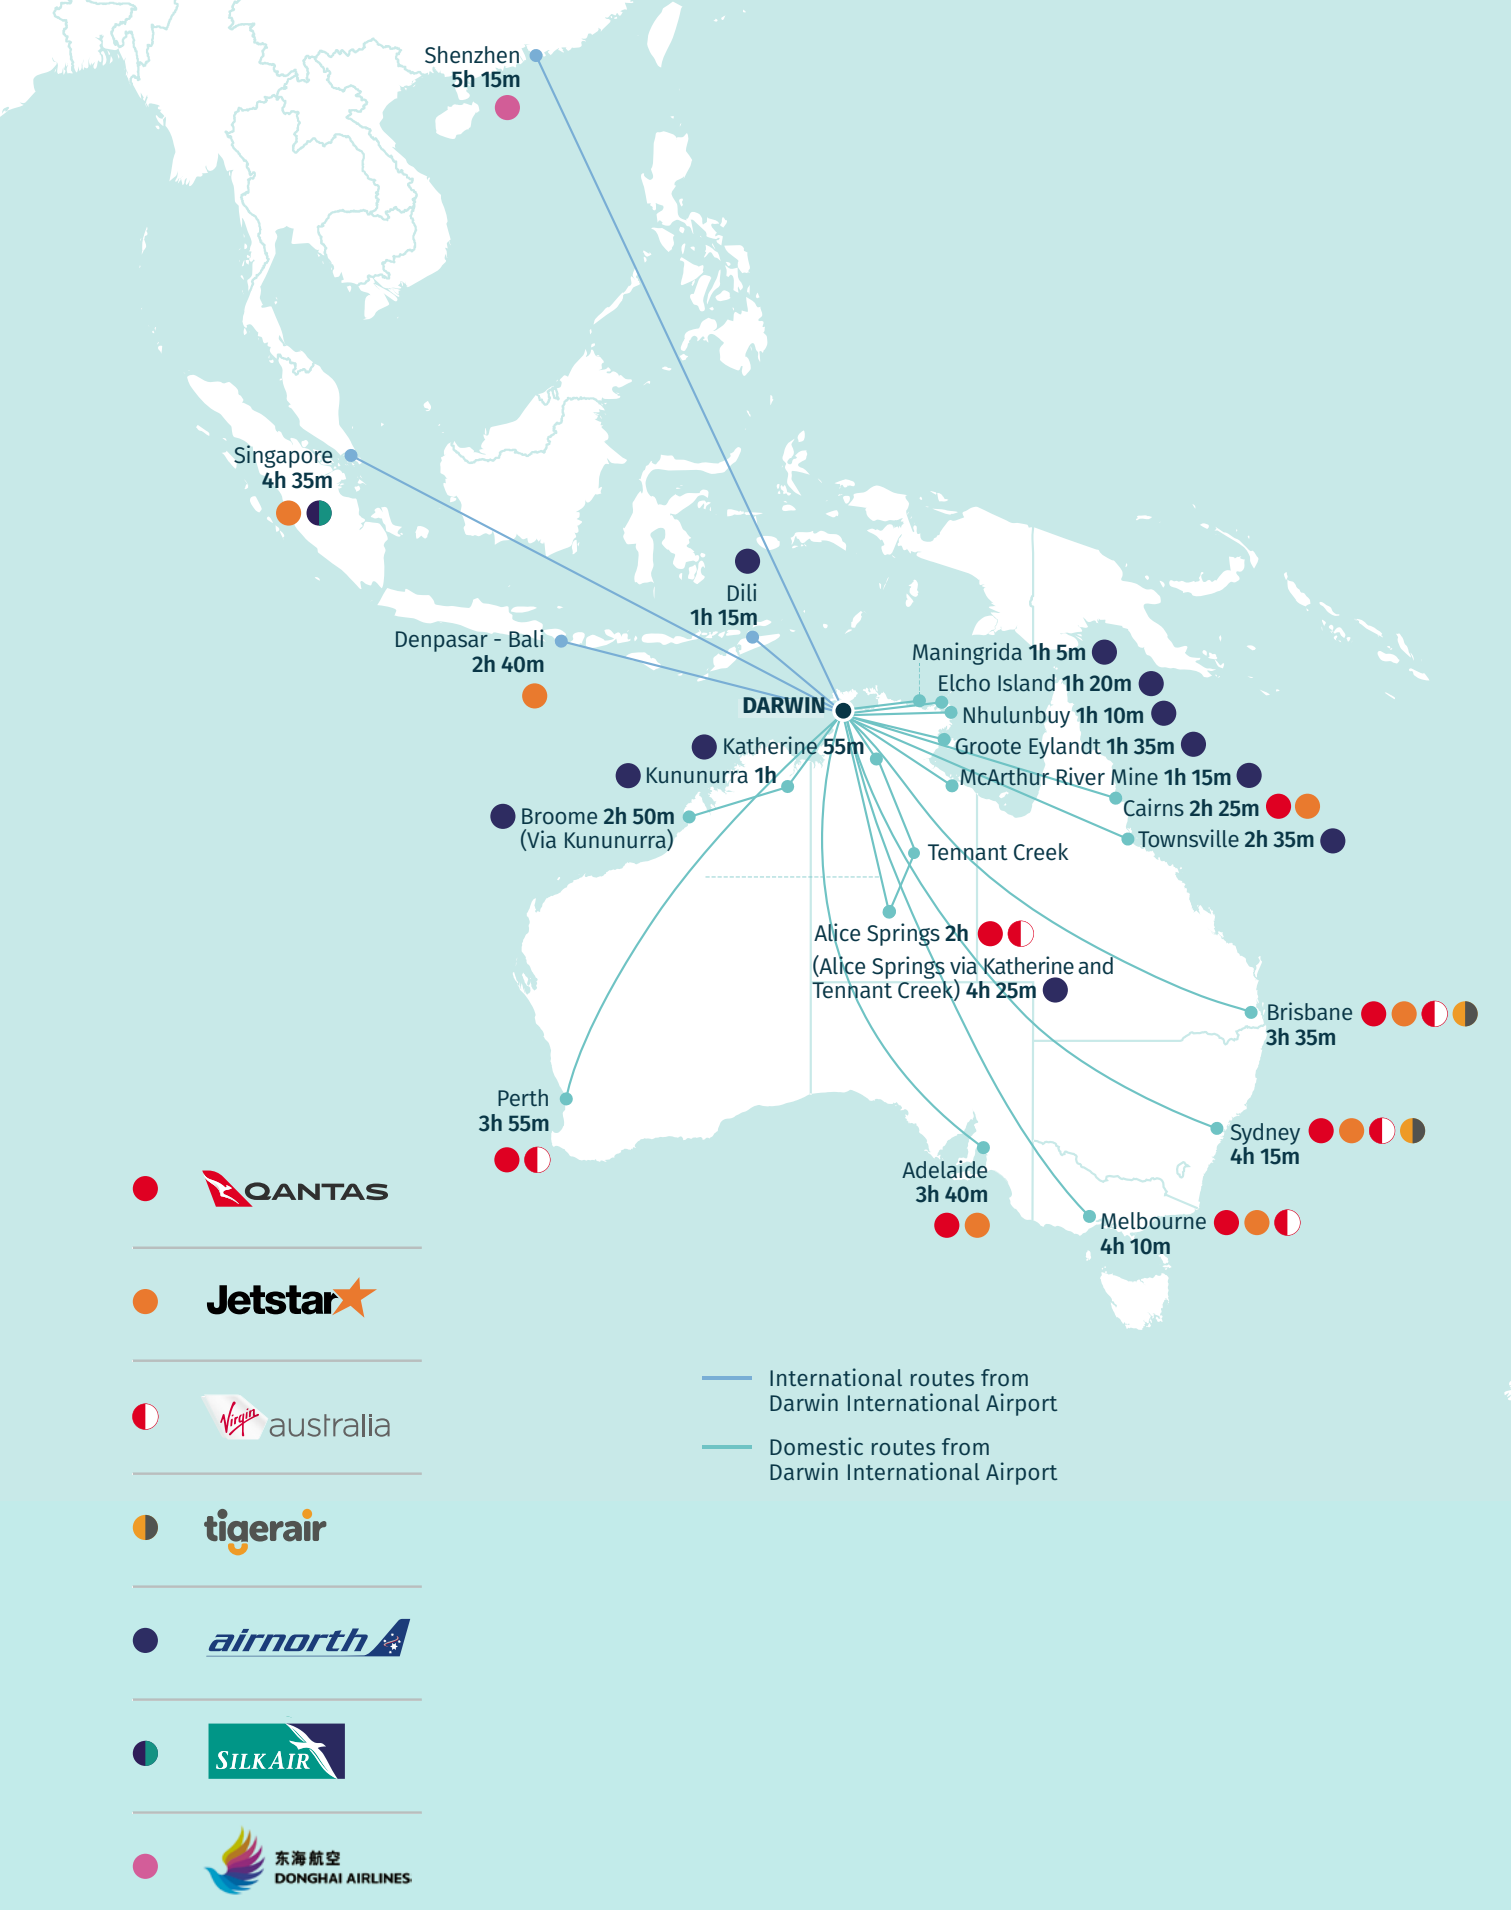 Shenzhen
5h 15m
Singapore
4h 35m
Dili
1h 15m
Denpasar - Bali
2h 40m
Maningrida 1h 5m
Elcho Island 1h 20m
DARWIN
Nhulunbuy 1h 10m
Katherine 55m
Groote Eylandt 1h 35m
Kununurra 1h
McArthur River Mine 1h 15m
Broome 2h 50m
(Via Kununurra)
Cairns 2h 25m
Townsville 2h 35m
Tennant Creek
Alice Springs 2h
(Alice Springs via Katherine and
Tennant Creek) 4h 25m
Brisbane
3h 35m
Perth
3h 55m
Sydney
4h 15m
Adelaide
3h 40m
Melbourne
4h 10m
QANTAS
Jetstar
Virgin australia
tigerair
airnorth
SILKAIR
东海航空
DONGHAI AIRLINES
International routes from
Darwin International Airport
Domestic routes from
Darwin International Airport